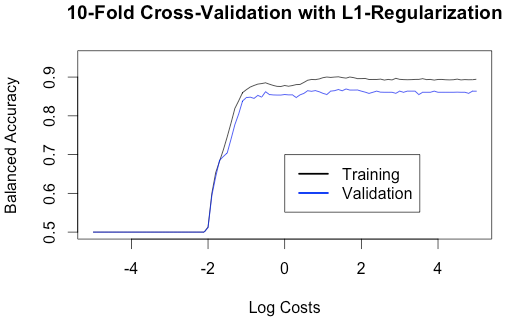 10-Fold Cross-Validation with L1-Regularization
Balanced Accuracy
0.9
0.8
0.7
0.6
0.5
Training
Validation
-4 -2 0 2 4
Log Costs